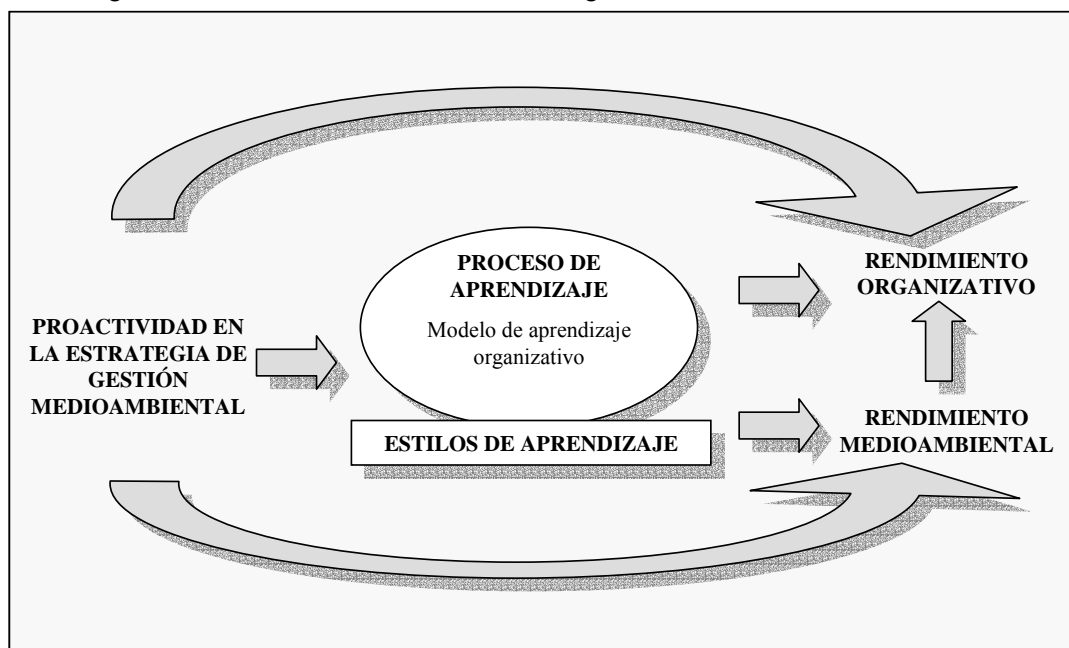 PROCESO DE
APRENDIZAJE
Modelo de aprendizaje
organizativo
ESTILOS DE APRENDIZAJE
PROACTIVIDAD EN
LA ESTRATEGIA DE
GESTIÓN
MEDIOAMBIENTAL
RENDIMIENTO
ORGANIZATIVO
RENDIMIENTO
MEDIOAMBIENTAL